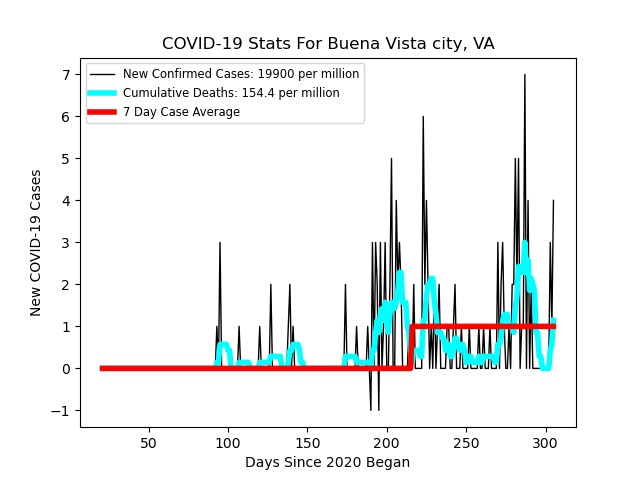 COVID-19 Stats For Buena Vista city, VA
New Confirmed Cases: 19900 per million
Cumulative Deaths: 154.4 per million
7 Day Case Average
New COVID-19 Cases
7
6
5
4
3
2
1
0
−1
50 100 150 200 250 300
Days Since 2020 Began